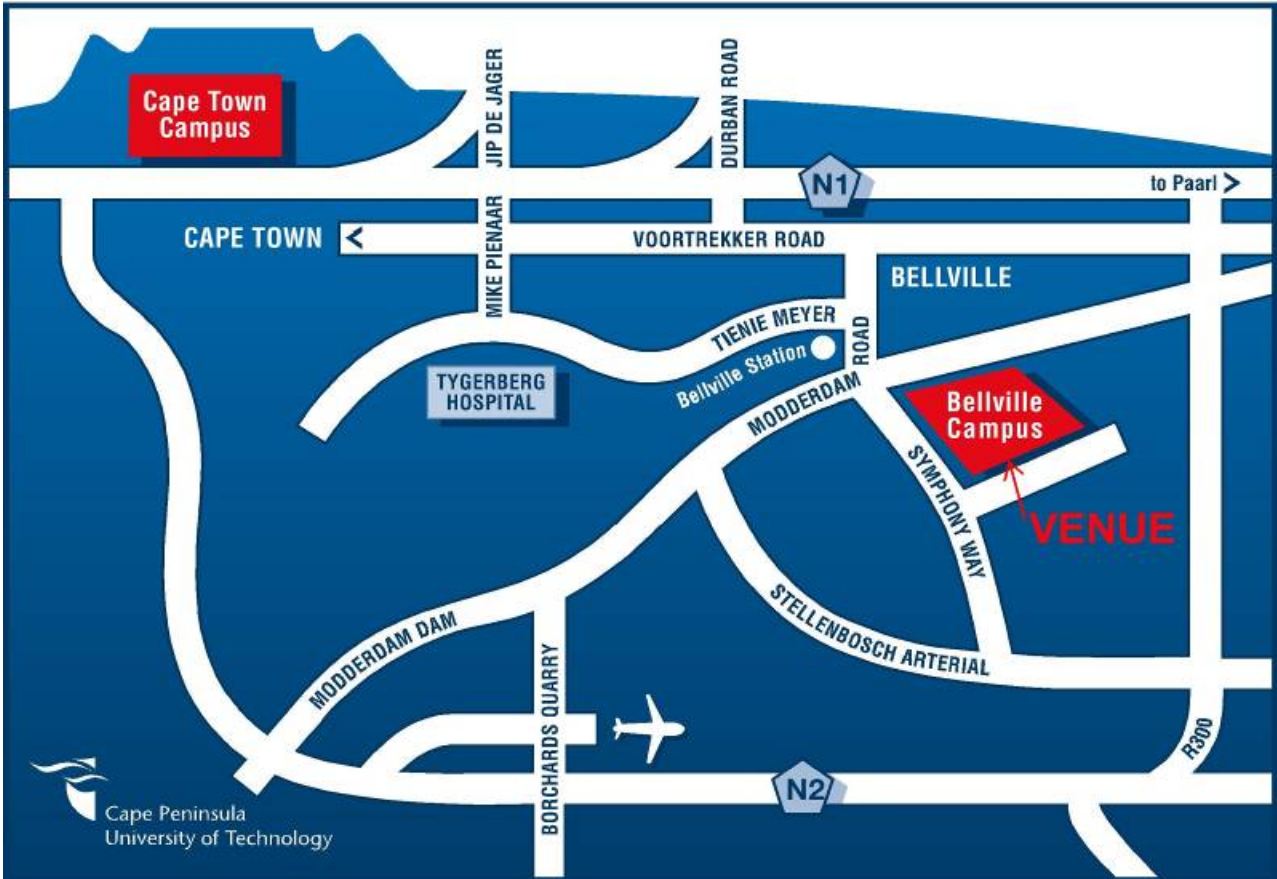 Cape Town
Campus
JIP DE JAGER
DURBAN ROAD
N1
to Paarl >
CAPE TOWN <
MIKE PIENAAR
VOORTREKKER ROAD
BELLVILLE
TIENIE MEYER
Bellville Station
ROAD
TYGERBERG
HOSPITAL
MODDERDAM
Bellville
Campus
SYMPHONY WAY
VENUE
STELLENBOSCH ARTERIAL
MODDERDAM DAM
BORCHARDS QUARRY
R300
N2
Cape Peninsula
University of Technology